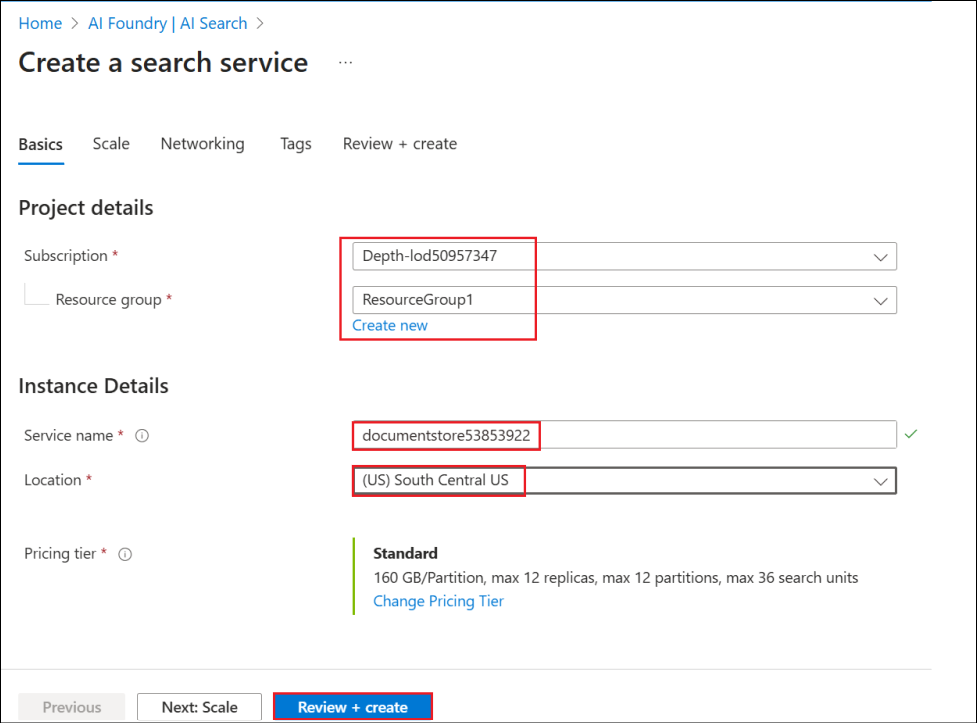 Home > AI Foundry | AI Search >
Create a search service ...
Basics Scale Networking Tags Review + create
Project details
Subscription * Depth-lod50957347
Resource group * ResourceGroup1
Create new
Instance Details
Service name * documentstore53853922
Location * (US) South Central US
Pricing tier * Standard
160 GB/Partition, max 12 replicas, max 12 partitions, max 36 search units
Change Pricing Tier
Previous Next: Scale Review + create